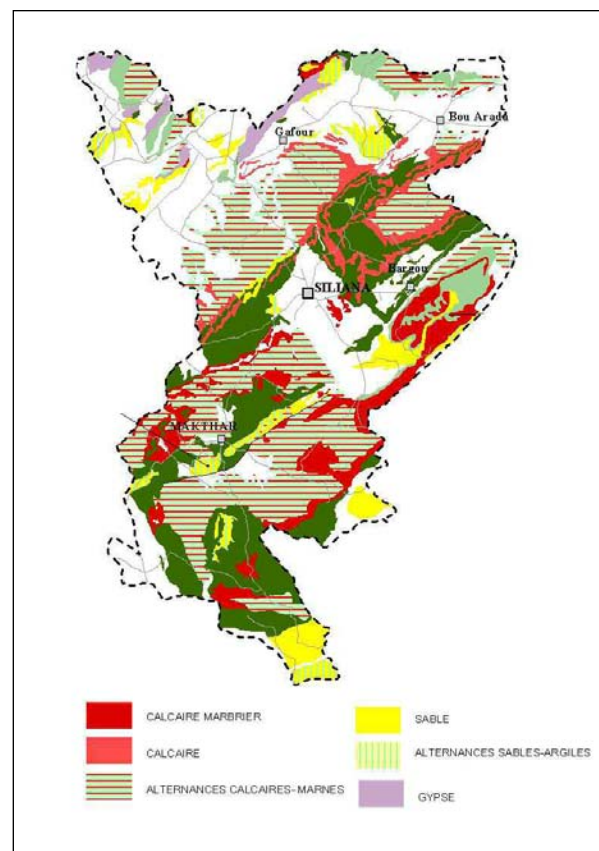 Gafour
Bou Arada
Bargou
SILIANA
MAKTHAR
CALCAIRE MARBRIER
CALCAIRE
ALTERNANCES CALCAIRES-MARNES
SABLE
ALTERNANCES SABLES-ARGILES
GYPSE